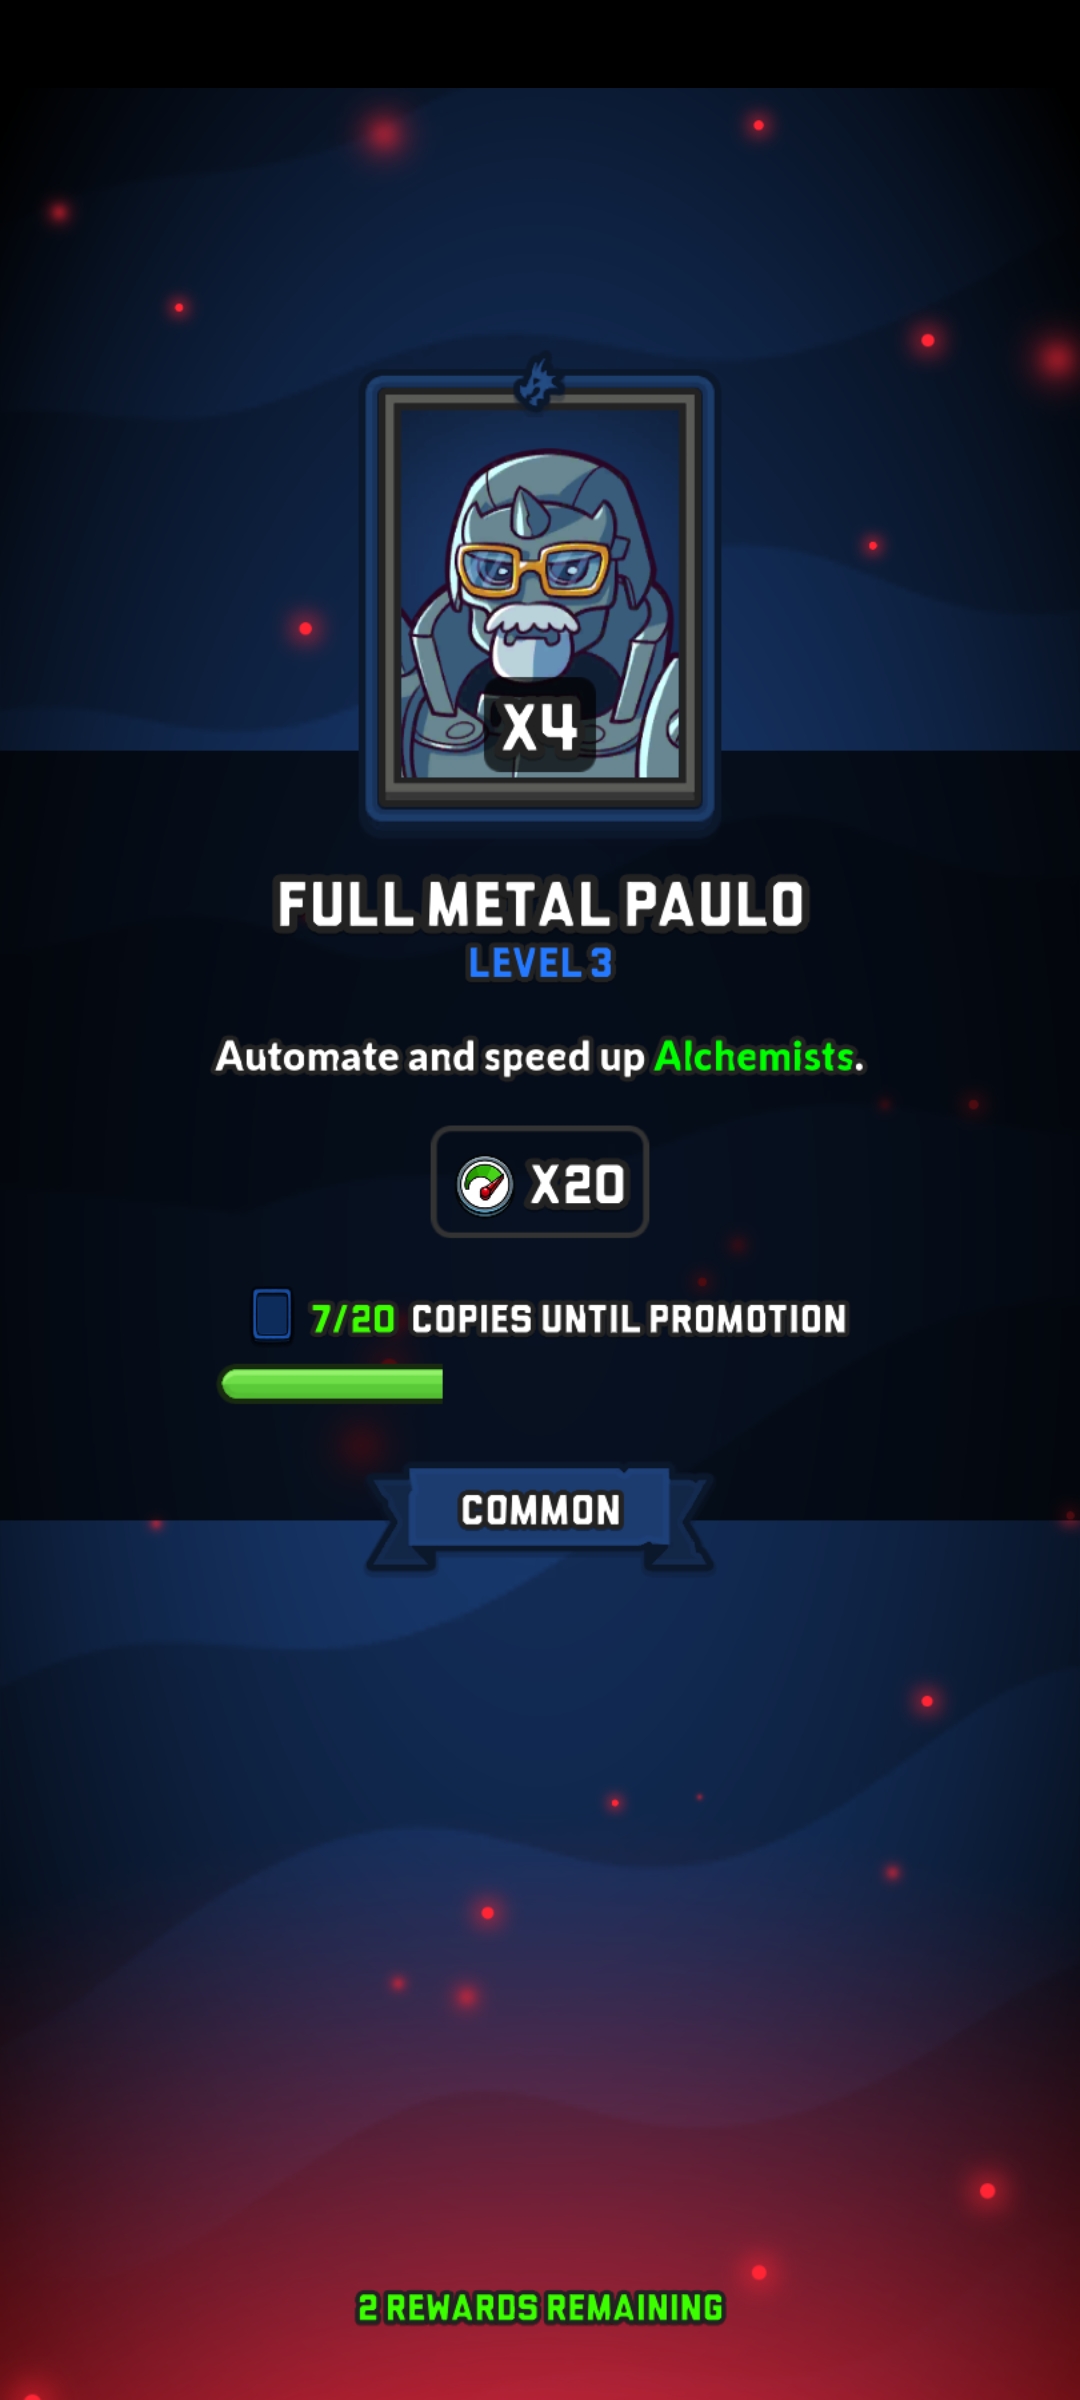 X4
FULL METAL PAULO
LEVEL 3
Automate and speed up Alchemists.
X20
7/20 COPIES UNTIL PROMOTION
COMMON
2 REWARDS REMAINING